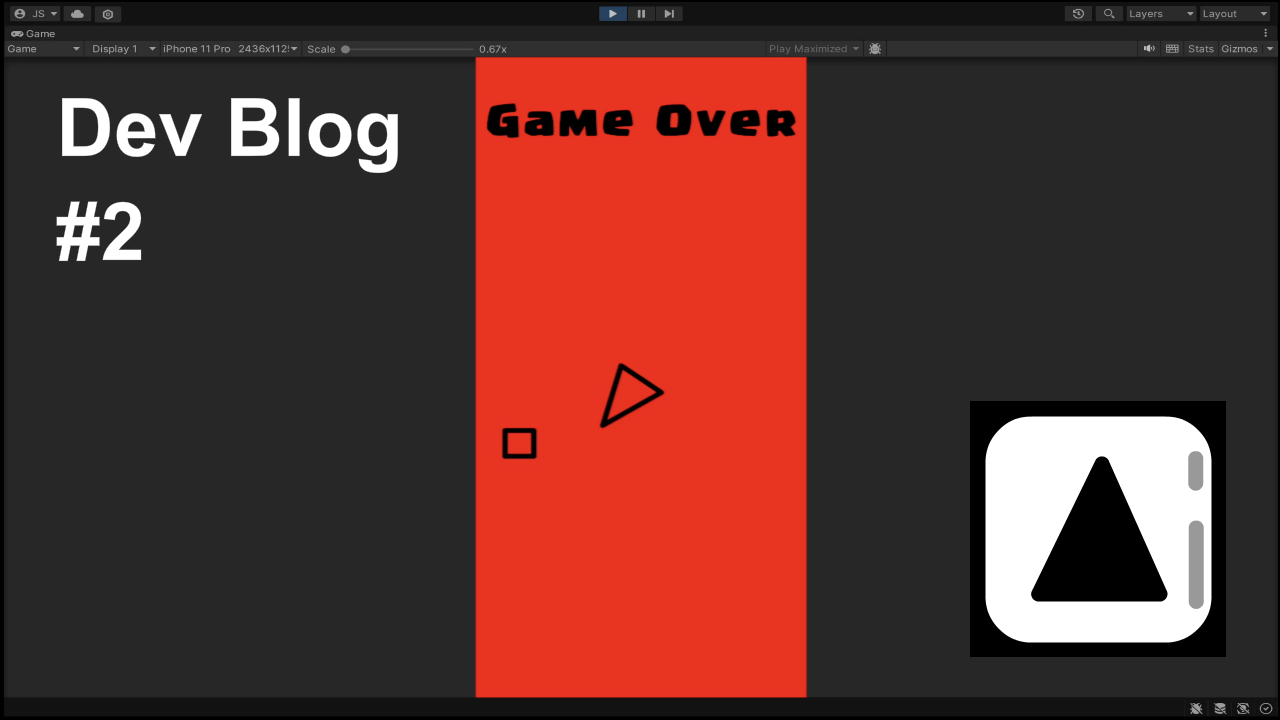 JS
Layers
Layout
Game
Game
Display 1
iPhone 11 Pro 2436x112
Scale
0.67x
Play Maximized
Stats
Gizmos
Dev Blog
#2
Game Over